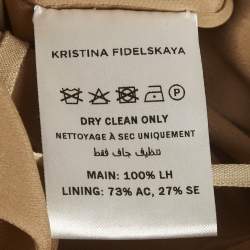 KRISTINA FIDELSKAYA
P
DRY CLEAN ONLY
NETTOYAGE À SEC UNIQUEMENT
تنظيف جاف فقط
MAIN: 100% LH
LINING: 73% AC, 27% SE